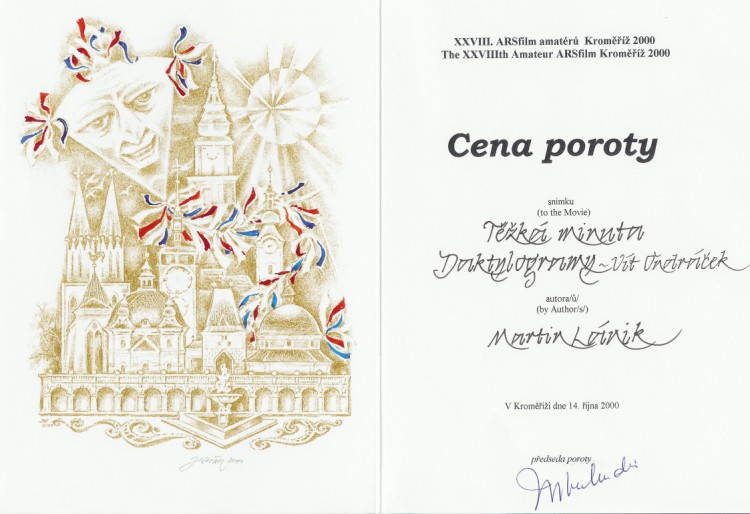 XXVIII. ARSfilm amatérů Kroměříž 2000
The XXVIIIth Amateur ARSfilm Kroměříž 2000
Cena poroty
snímku
(to the Movie)
Těžká minuta
Daktylogramy ~ Vít Ondráček
autora/ů/
(by Author/s/)
Martin Lárik
V Kroměříži dne 14. října 2000
předseda poroty